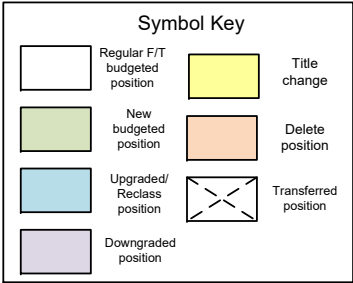 Symbol Key
Regular F/T
budgeted
position
New
budgeted
position
Upgraded/
Reclass
position
Downgraded
position
Title
change
Delete
position
Transferred
position